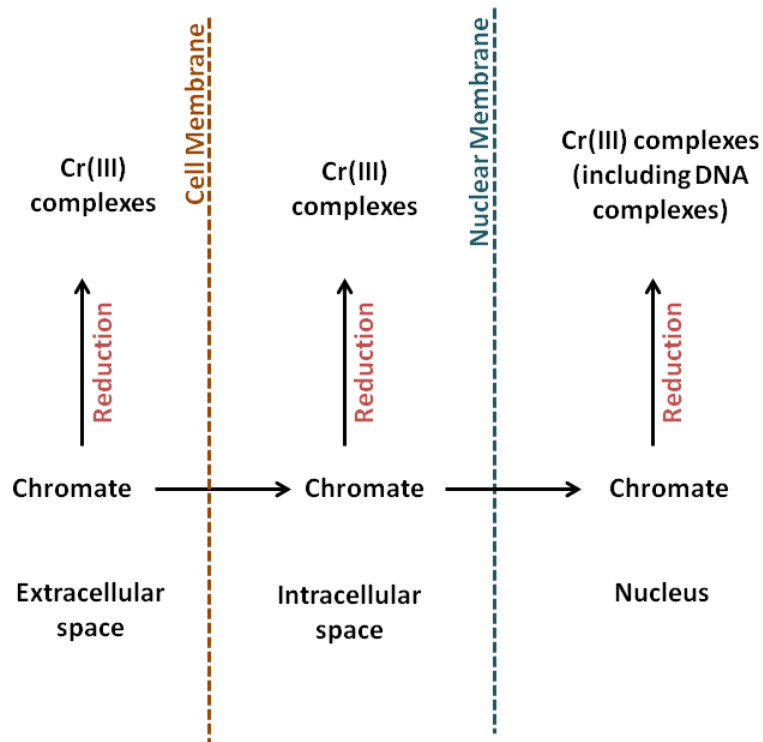 Cell Membrane
Nuclear Membrane
Cr(III)
complexes
Cr(III)
complexes
Cr(III) complexes
(including DNA
complexes)
Reduction
Reduction
Reduction
Chromate
Chromate
Chromate
Extracellular
space
Intracellular
space
Nucleus